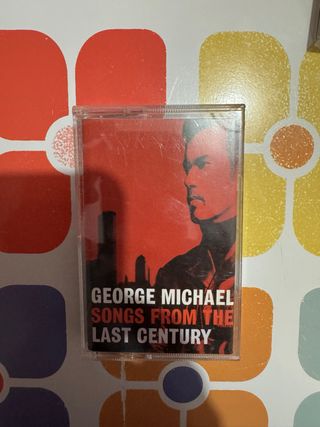 GEORGE MICHAEL
SONGS FROM THE
LAST CENTURY